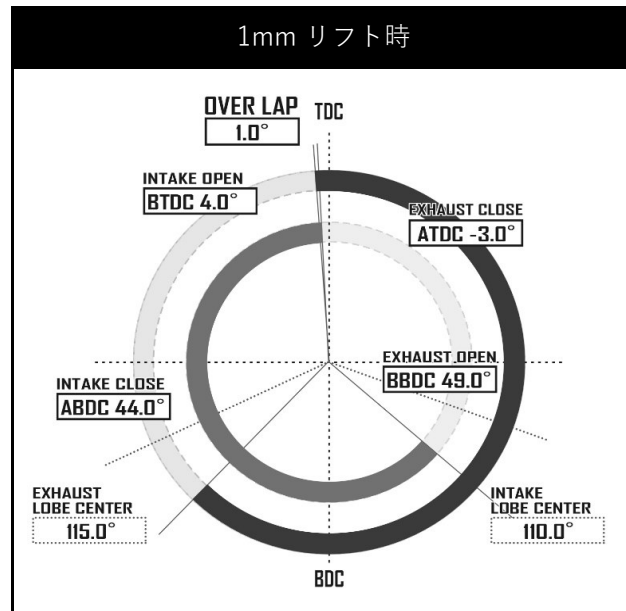 1mm リフト時
OVER LAP
1.0°
TDC
INTAKE OPEN
BTDC 4.0°
EXHAUST CLOSE
ATDC -3.0°
EXHAUST OPEN
BBDC 49.0°
INTAKE CLOSE
ABDC 44.0°
EXHAUST
LOBE CENTER
115.0°
INTAKE
LOBE CENTER
110.0°
BDC